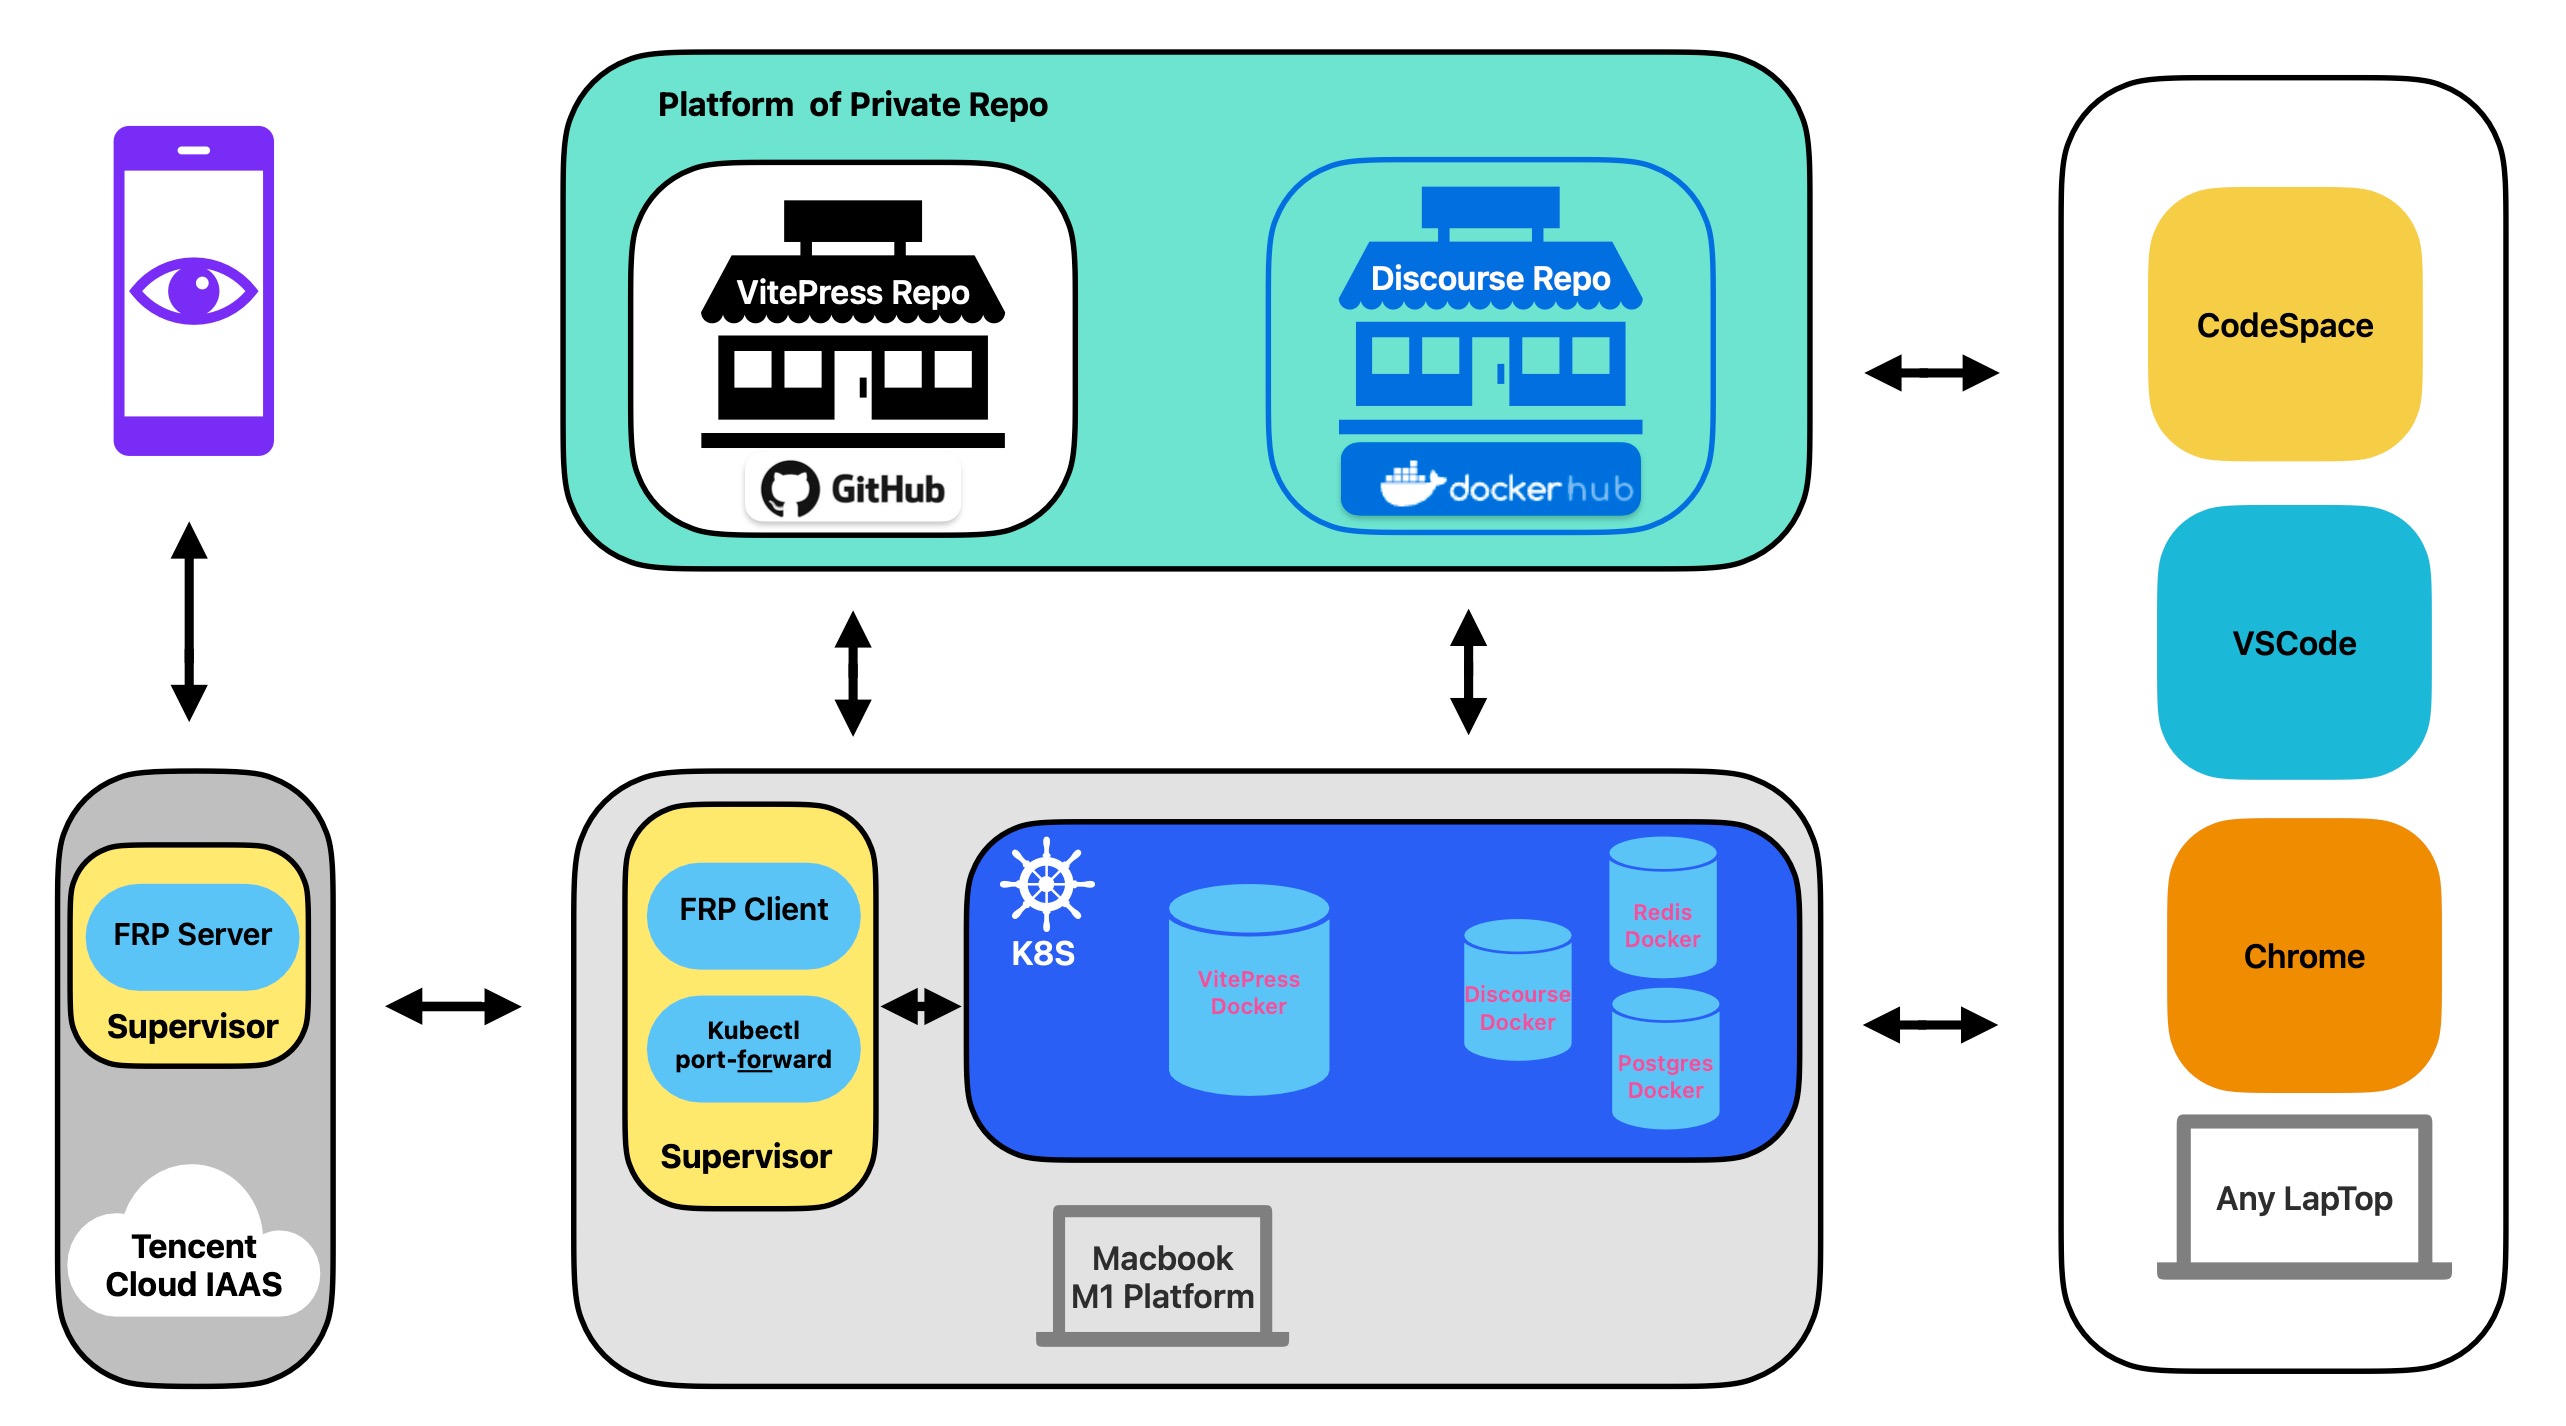 Platform  of Private Repo
VitePress Repo
GitHub
Discourse Repo
docker hub
CodeSpace
VSCode
Chrome
Any LapTop
FRP Server
Supervisor
Tencent
Cloud IAAS
FRP Client
Kubectl
port-forward
Supervisor
K8S
VitePress
Docker
Discourse
Docker
Redis
Docker
Postgres
Docker
Macbook
M1 Platform